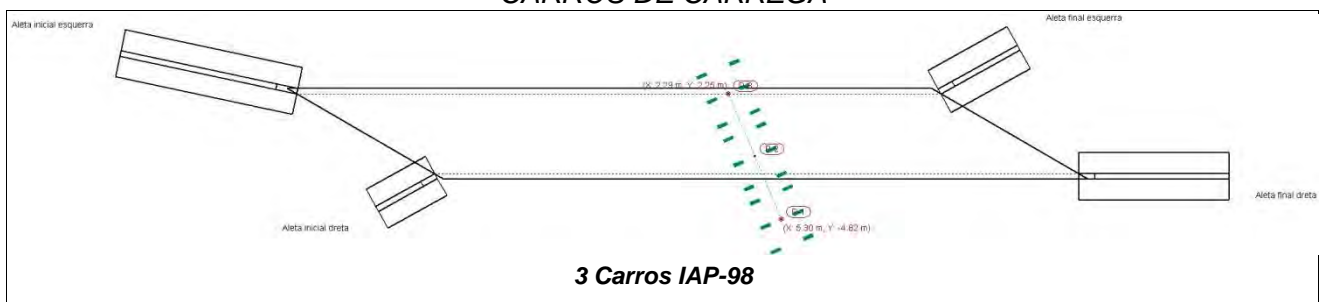 CARROS DE CÀRREGA
Aleta inicial esquerra
Aleta final esquerra
(X: 2.29 m, Y: 2.25 m)
(X: 5.30 m, Y: -4.82 m)
Aleta final dreta
Aleta inicial dreta
3 Carros IAP-98